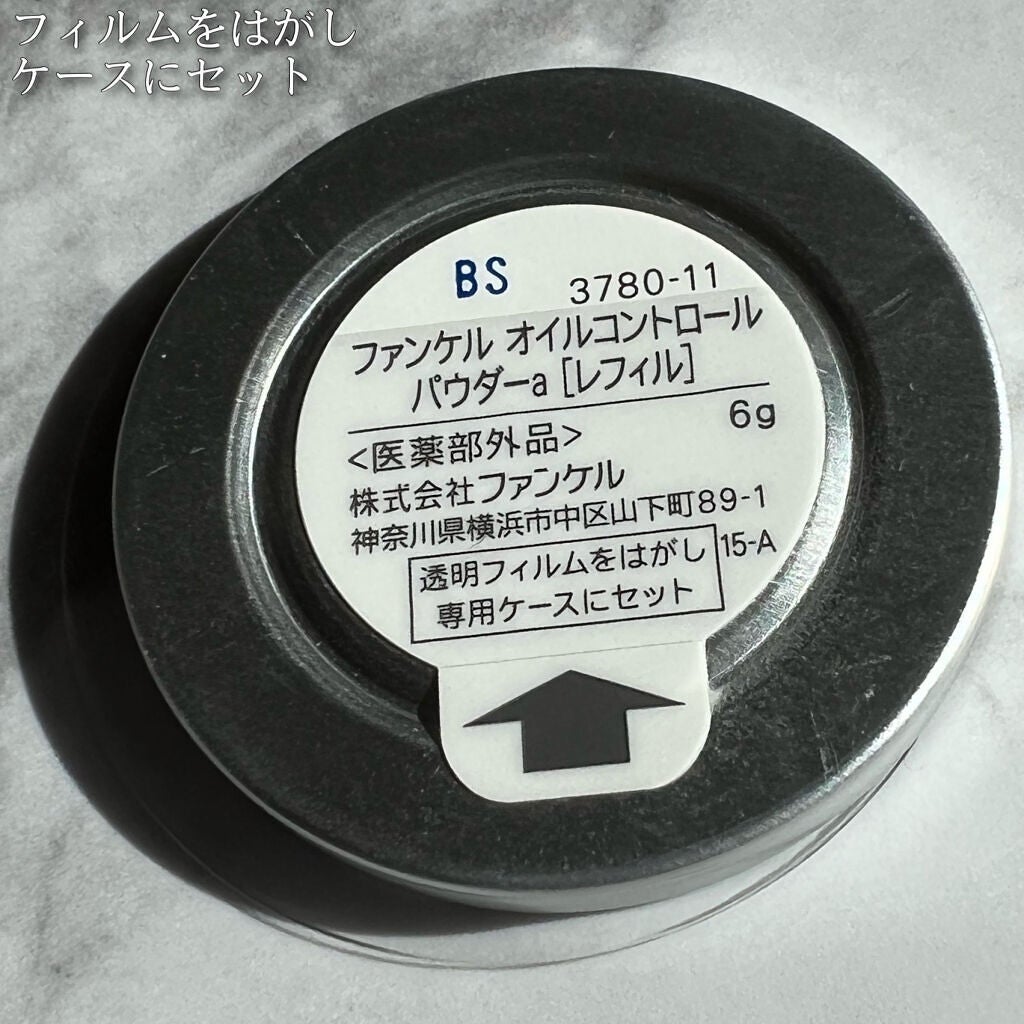 フィルムをはがし
ケースにセット
BS 3780-11
ファンケル オイルコントロール
パウダーa [レフィル]
6g
<医薬部外品>
株式会社ファンケル
神奈川県横浜市中区山下町89-1
透明フィルムをはがし 15-A
専用ケースにセット